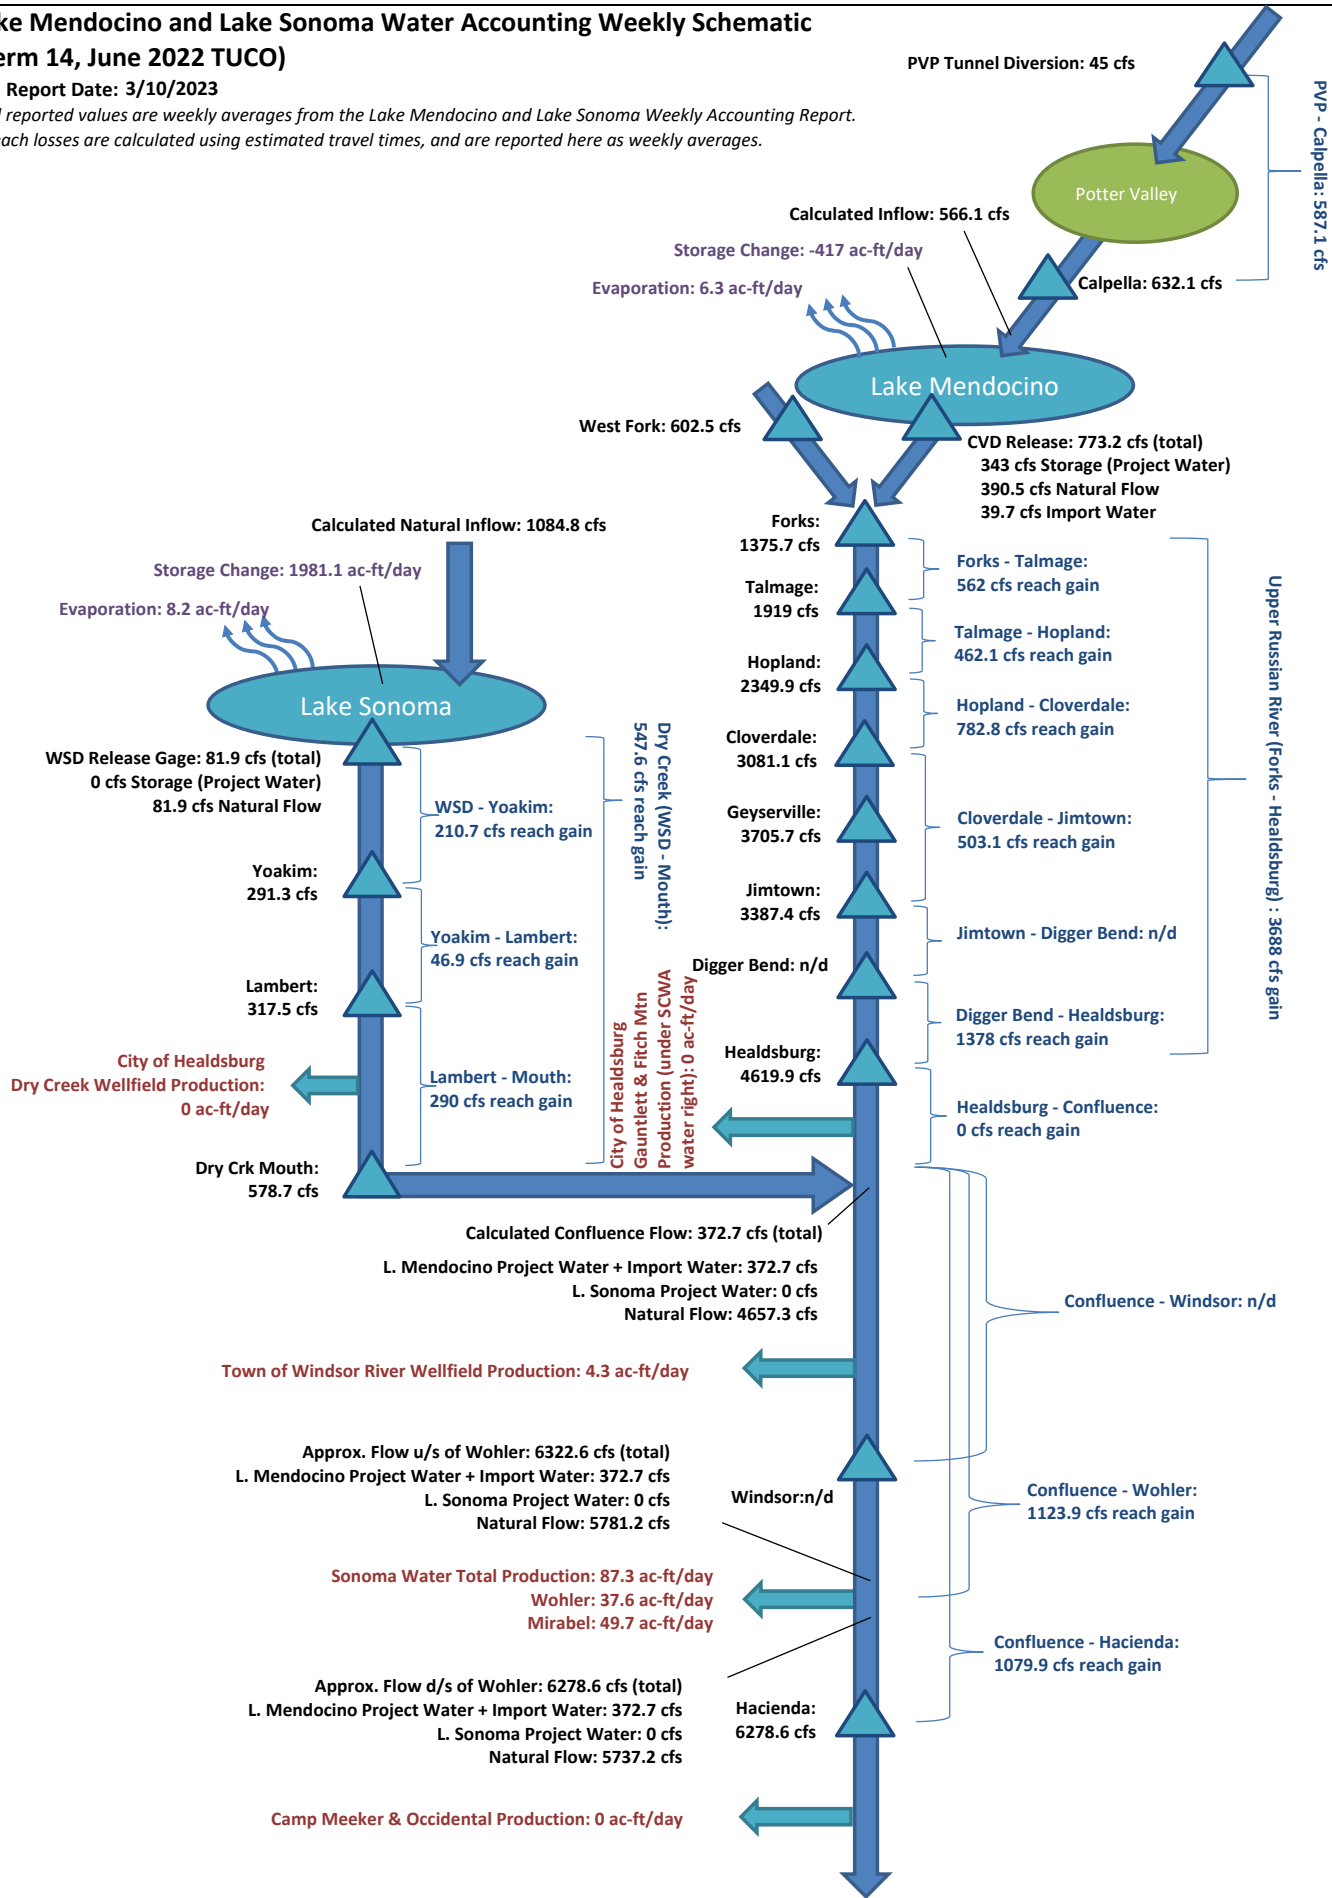 ke Mendocino and Lake Sonoma Water Accounting Weekly Schematic
erm 14, June 2022 TUCO)
Report Date: 3/10/2023
l reported values are weekly averages from the Lake Mendocino and Lake Sonoma Weekly Accounting Report.
each losses are calculated using estimated travel times, and are reported here as weekly averages.
PVP Tunnel Diversion: 45 cfs
PVP - Calpella: 587.1 cfs
Potter Valley
Calculated Inflow: 566.1 cfs
Storage Change: -417 ac-ft/day
Evaporation: 6.3 ac-ft/day
Calpella: 632.1 cfs
Lake Mendocino
West Fork: 602.5 cfs
CVD Release: 773.2 cfs (total)
343 cfs Storage (Project Water)
390.5 cfs Natural Flow
39.7 cfs Import Water
Forks:
1375.7 cfs
Forks - Talmage:
562 cfs reach gain
Talmage:
1919 cfs
Talmage - Hopland:
462.1 cfs reach gain
Hopland:
2349.9 cfs
Hopland - Cloverdale:
782.8 cfs reach gain
Cloverdale:
3081.1 cfs
Geyserville:
3705.7 cfs
Cloverdale - Jimtown:
503.1 cfs reach gain
Jimtown:
3387.4 cfs
Jimtown - Digger Bend: n/d
Digger Bend: n/d
Digger Bend - Healdsburg:
1378 cfs reach gain
Healdsburg:
4619.9 cfs
Healdsburg - Confluence:
0 cfs reach gain
Upper Russian River (Forks - Healdsburg) : 3688 cfs gain
Calculated Natural Inflow: 1084.8 cfs
Storage Change: 1981.1 ac-ft/day
Evaporation: 8.2 ac-ft/day
Lake Sonoma
WSD Release Gage: 81.9 cfs (total)
0 cfs Storage (Project Water)
81.9 cfs Natural Flow
WSD - Yoakim:
210.7 cfs reach gain
Yoakim:
291.3 cfs
Yoakim - Lambert:
46.9 cfs reach gain
Lambert:
317.5 cfs
Lambert - Mouth:
290 cfs reach gain
Dry Creek (WSD - Mouth):
547.6 cfs reach gain
City of Healdsburg
Dry Creek Wellfield Production:
0 ac-ft/day
City of Healdsburg
Gauntlett & Fitch Mtn
Production (under SCWA
water right): 0 ac-ft/day
Dry Crk Mouth:
578.7 cfs
Calculated Confluence Flow: 372.7 cfs (total)
L. Mendocino Project Water + Import Water: 372.7 cfs
L. Sonoma Project Water: 0 cfs
Natural Flow: 4657.3 cfs
Confluence - Windsor: n/d
Town of Windsor River Wellfield Production: 4.3 ac-ft/day
Approx. Flow u/s of Wohler: 6322.6 cfs (total)
L. Mendocino Project Water + Import Water: 372.7 cfs
L. Sonoma Project Water: 0 cfs
Natural Flow: 5781.2 cfs
Windsor:n/d
Confluence - Wohler:
1123.9 cfs reach gain
Sonoma Water Total Production: 87.3 ac-ft/day
Wohler: 37.6 ac-ft/day
Mirabel: 49.7 ac-ft/day
Confluence - Hacienda:
1079.9 cfs reach gain
Approx. Flow d/s of Wohler: 6278.6 cfs (total)
L. Mendocino Project Water + Import Water: 372.7 cfs
L. Sonoma Project Water: 0 cfs
Natural Flow: 5737.2 cfs
Hacienda:
6278.6 cfs
Camp Meeker & Occidental Production: 0 ac-ft/day